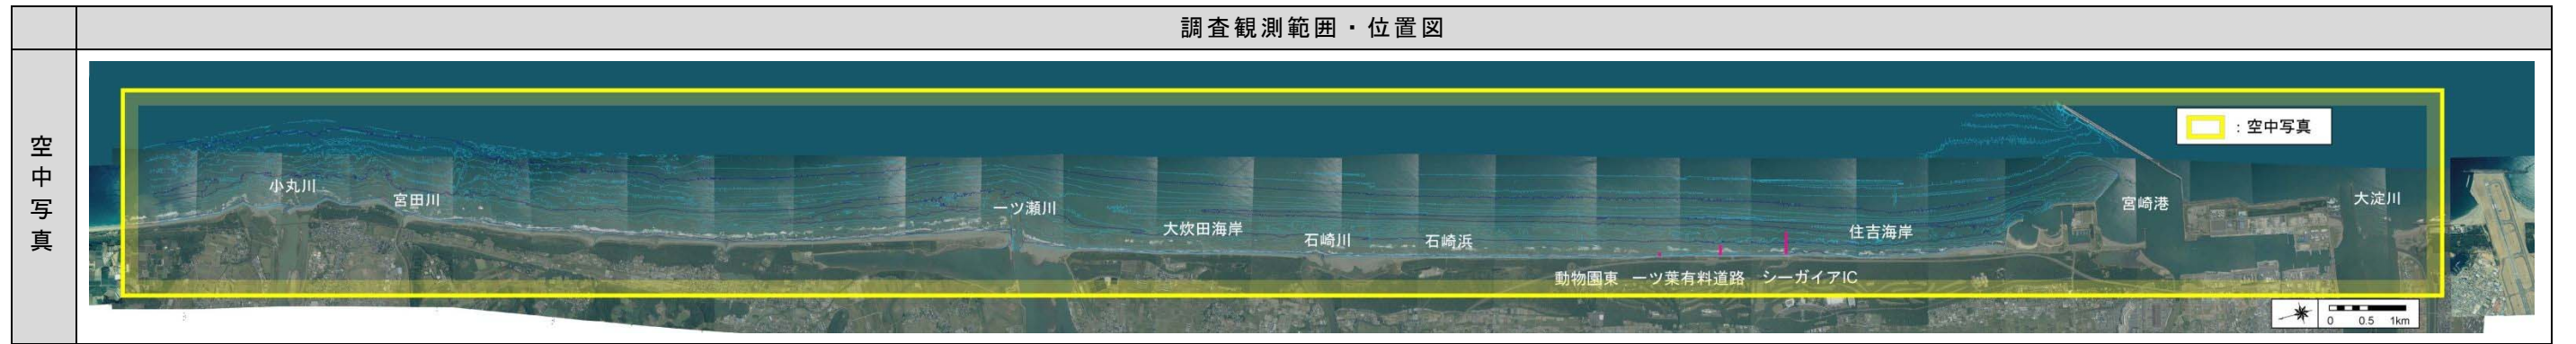 調査観測範囲・位置図
空中写真
：空中写真
小丸川
宮田川
一ツ瀬川
大炊田海岸
石崎川
石崎浜
住吉海岸
宮崎港
大淀川
動物園東 一ツ葉有料道路 シーガイアIC
0 0.5 1km